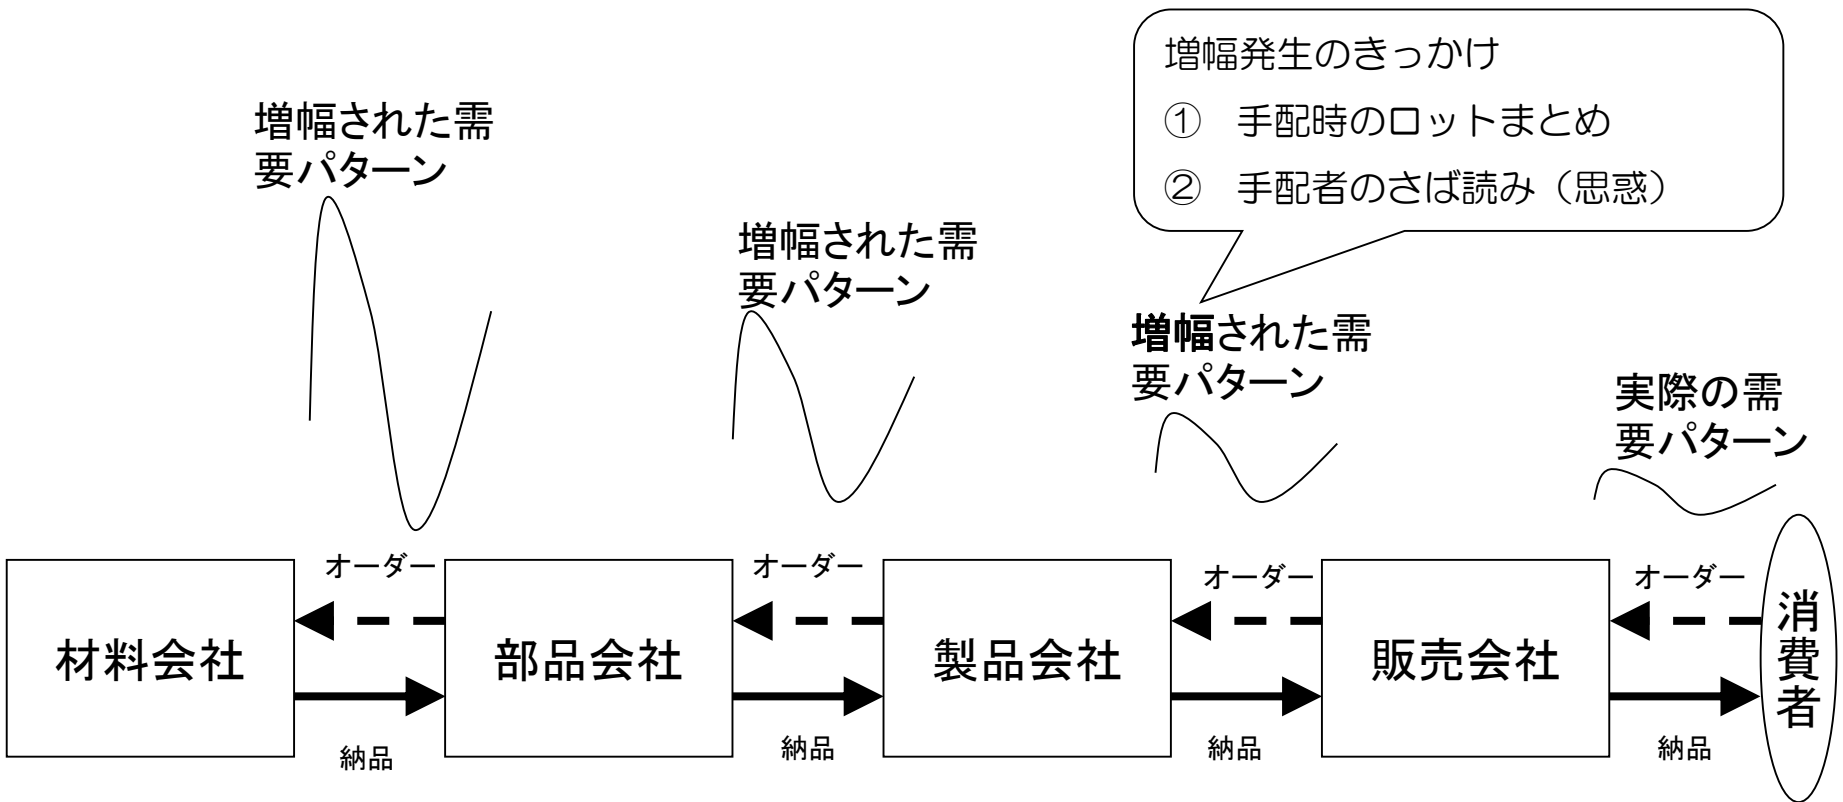 増幅発生のきっかけ
① 手配時のロットまとめ
② 手配者のさば読み（思惑）
増幅された需
要パターン
増幅された需
要パターン
増幅された需
要パターン
実際の需
要パターン
オーダー
オーダー
オーダー
オーダー
材料会社
部品会社
製品会社
販売会社
消費者
納品
納品
納品
納品